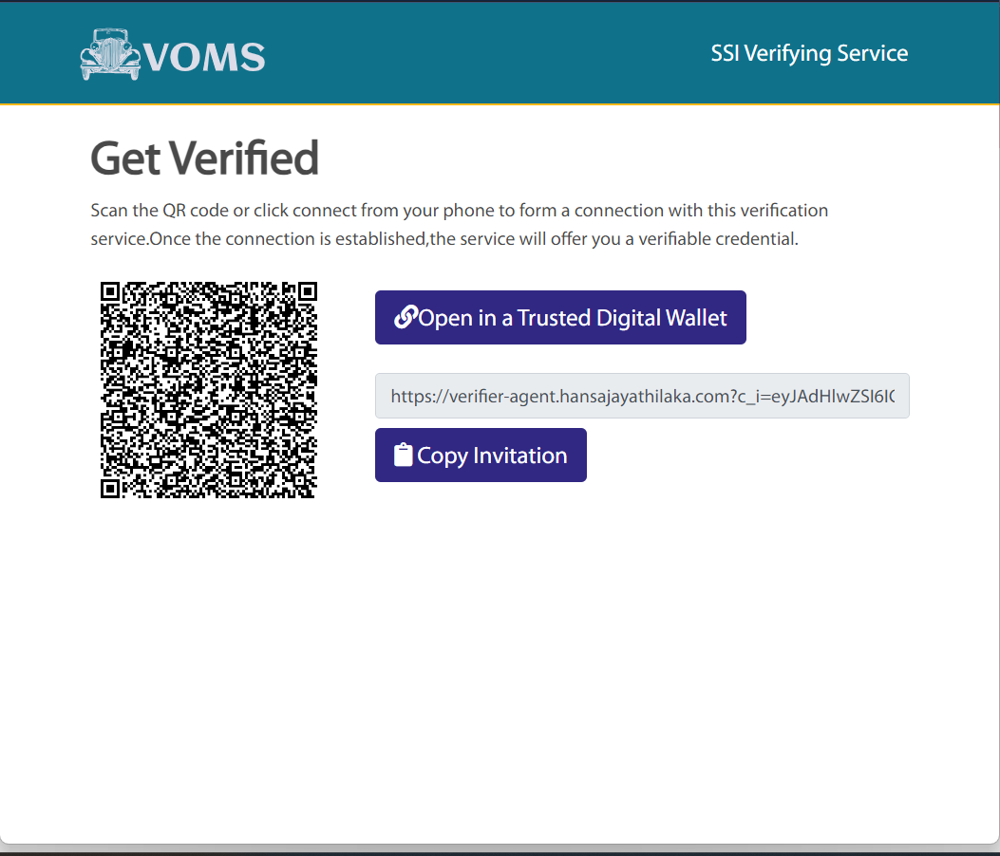 VOMS
SSI Verifying Service
Get Verified
Scan the QR code or click connect from your phone to form a connection with this verification
service.Once the connection is established,the service will offer you a verifiable credential.
Open in a Trusted Digital Wallet
https://verifier-agent.hansajayathilaka.com?c_i=eyJAdHlwZSI6IC
Copy Invitation